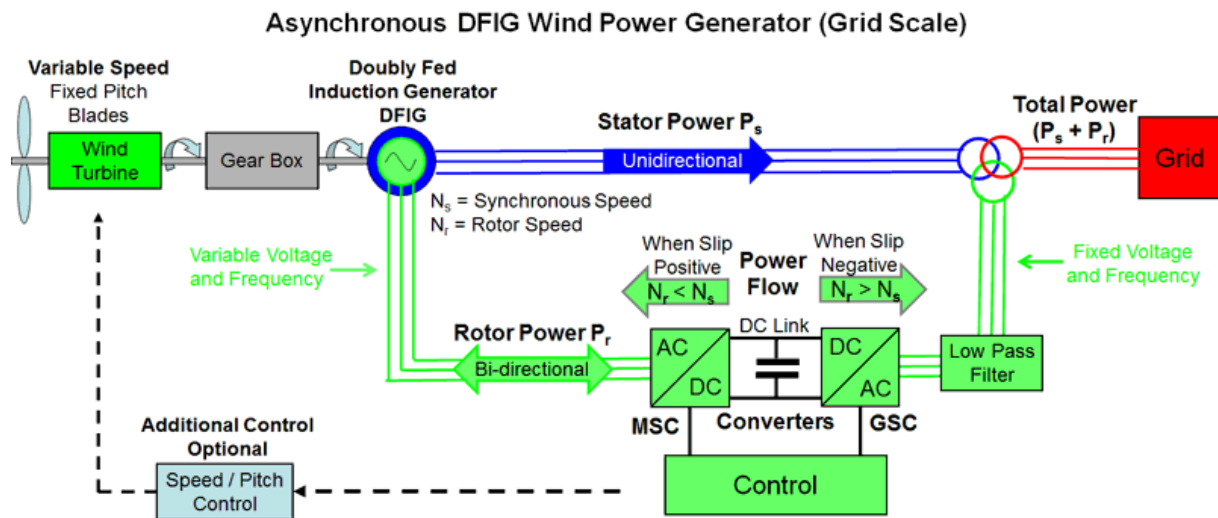 Asynchronous DFIG Wind Power Generator (Grid Scale)
Variable Speed
Fixed Pitch
Blades
Wind
Turbine
Gear Box
Doubly Fed
Induction Generator
DFIG
Stator Power Ps
Unidirectional
Total Power
(Ps + Pr)
Grid
Ns = Synchronous Speed
Nr = Rotor Speed
Variable Voltage
and Frequency
When Slip
Positive
Nr < Ns
Power
Flow
When Slip
Negative
Nr > Ns
Fixed Voltage
and Frequency
Rotor Power Pr
Bi-directional
AC
DC
DC Link
DC
AC
Low Pass
Filter
MSC
Converters
GSC
Additional Control
Optional
Speed / Pitch
Control
Control